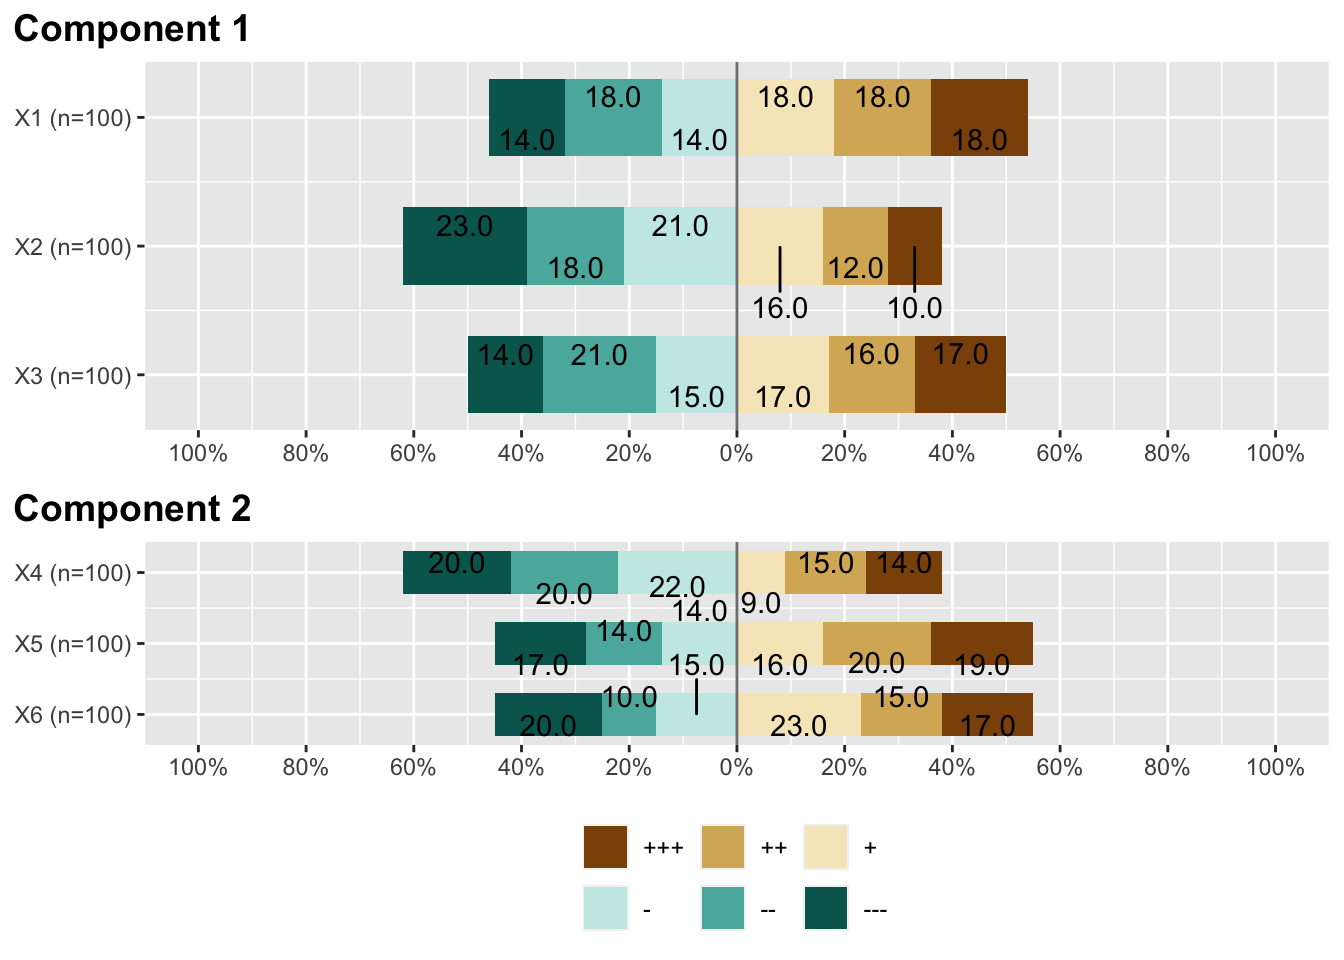 Component 1
18.0 18.0 18.0
X1 (n=100)
14.0 14.0 18.0
23.0 21.0
X2 (n=100)
18.0 12.0
16.0 10.0
14.0 21.0 16.0 17.0
X3 (n=100)
15.0 17.0
100% 80% 60% 40% 20% 0% 20% 40% 60% 80% 100%
Component 2
20.0 15.0 14.0
X4 (n=100)
20.0 22.0 9.0
14.0
14.0
X5 (n=100)
17.0 15.0 16.0 20.0 19.0
10.0 15.0
X6 (n=100)
20.0 23.0 17.0
100% 80% 60% 40% 20% 0% 20% 40% 60% 80% 100%
+++ ++ +
- -- ---